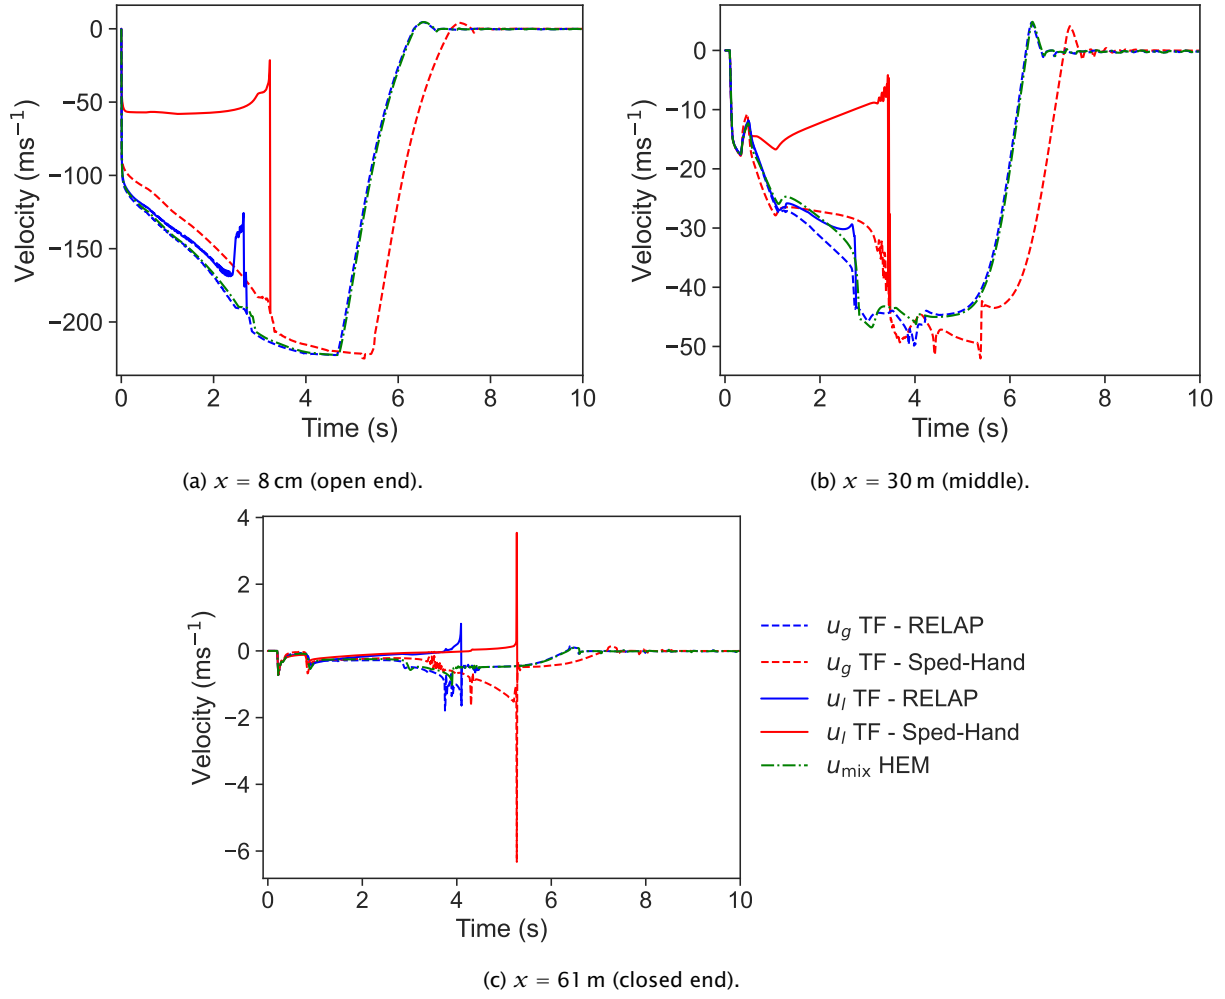 0
−50
−100
−150
−200
Velocity (ms⁻¹)
0 2 4 6 8 10
Time (s)
(a) x = 8 cm (open end).
0
−10
−20
−30
−40
−50
Velocity (ms⁻¹)
0 2 4 6 8 10
Time (s)
(b) x = 30 m (middle).
4
2
0
−2
−4
−6
Velocity (ms⁻¹)
0 2 4 6 8 10
Time (s)
u_g TF - RELAP
u_g TF - Sped-Hand
u_l TF - RELAP
u_l TF - Sped-Hand
u_mix HEM
(c) x = 61 m (closed end).